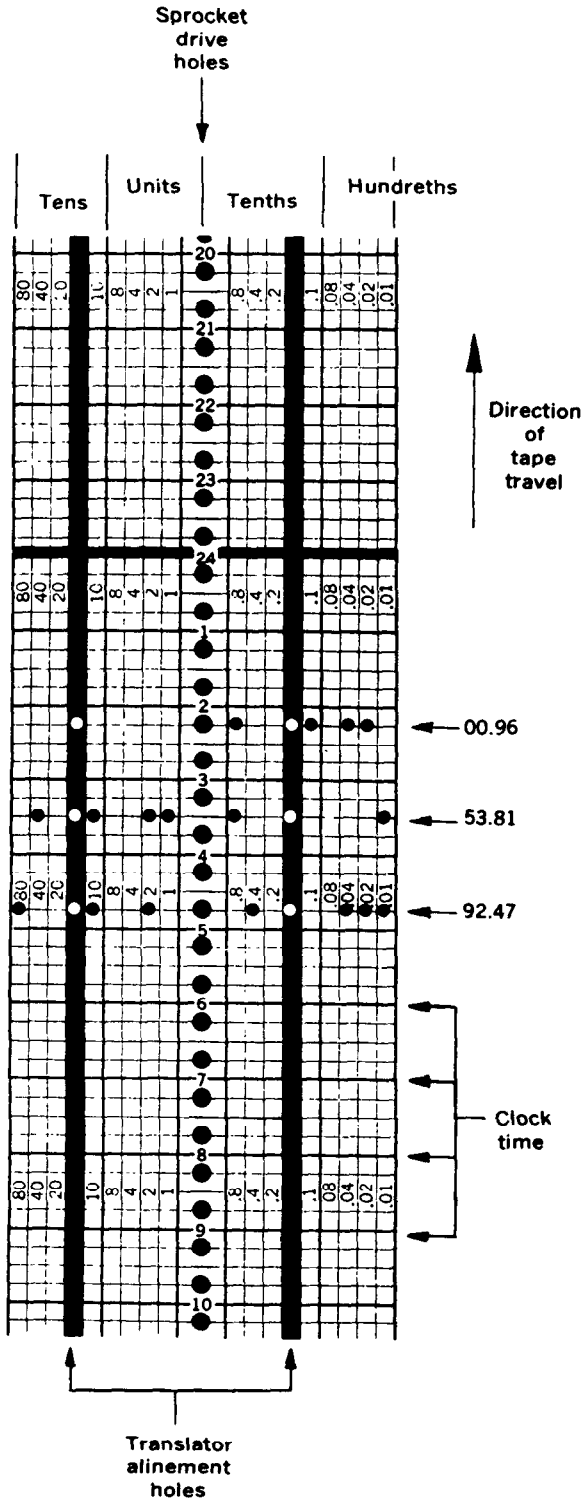 Sprocket
drive
holes
Tens Units Tenths Hundreths
20
80 40 20 10 8 4 2 1 .8 .4 .2 .1 .08 .04 .02 .01
21
Direction
of
tape
travel
22
23
24
80 40 20 10 8 4 2 1 .8 .4 .2 .1 .08 .04 .02 .01
1
2
00.96
3
53.81
4
80 40 20 10 8 4 2 1 .8 .4 .2 .1 .08 .04 .02 .01
92.47
5
6
7
Clock
time
8
80 40 20 10 8 4 2 1 .8 .4 .2 .1 .08 .04 .02 .01
9
10
Translator
alinement
holes